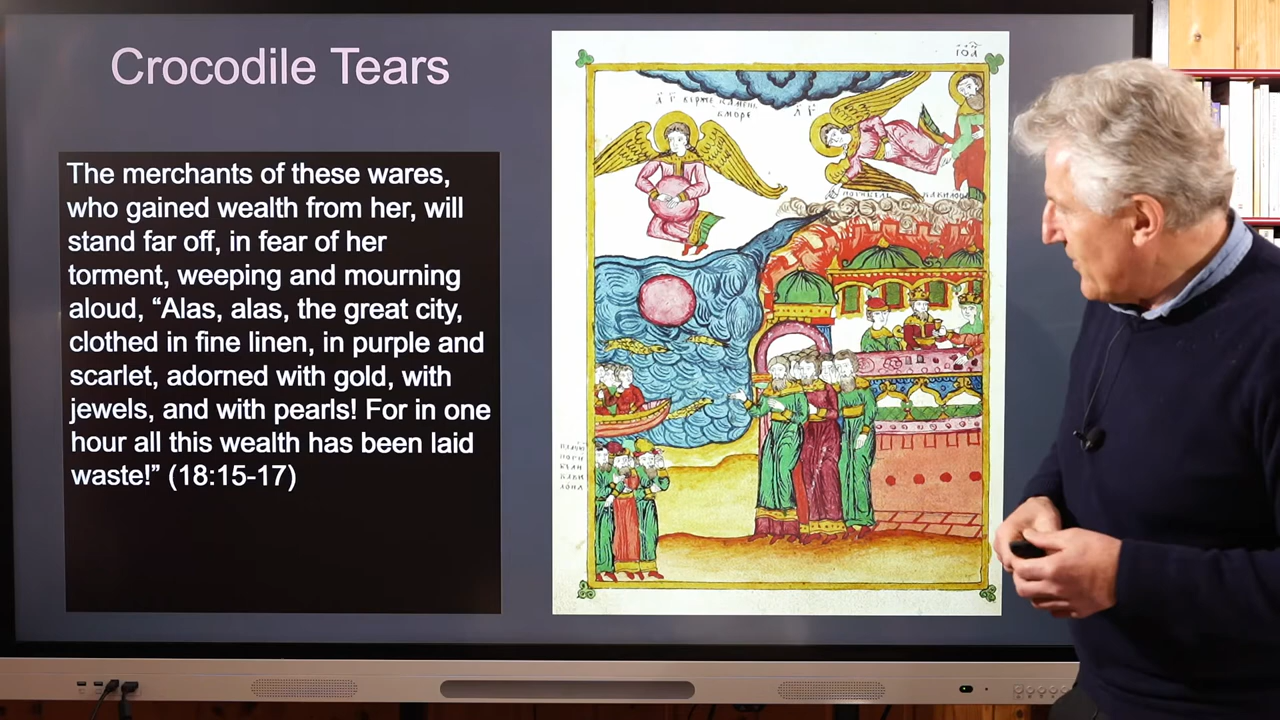 Crocodile Tears
The merchants of these wares,
who gained wealth from her, will
stand far off, in fear of her
torment, weeping and mourning
aloud, “Alas, alas, the great city,
clothed in fine linen, in purple and
scarlet, adorned with gold, with
jewels, and with pearls! For in one
hour all this wealth has been laid
waste!” (18:15-17)